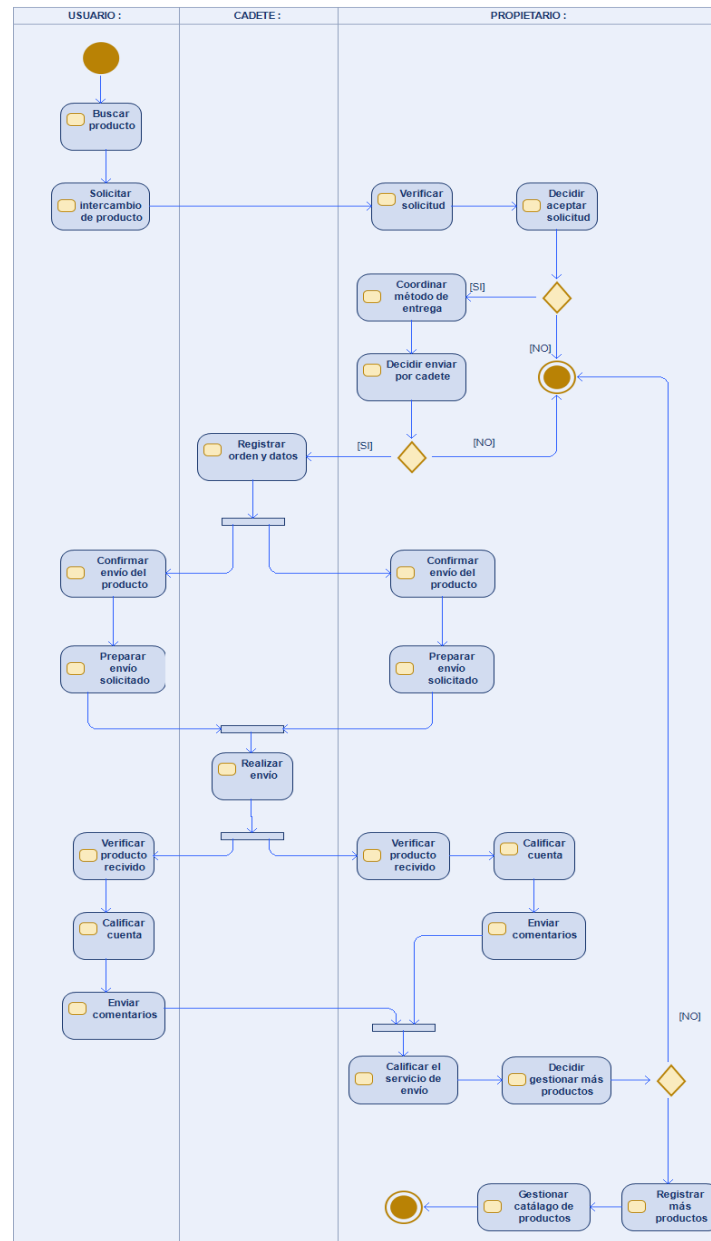 USUARIO :
CADETE :
PROPIETARIO :
Buscar
producto
Solicitar
intercambio
de producto
Verificar
solicitud
Decidir
aceptar
solicitud
Coordinar
método de
entrega
[SI]
[NO]
Decidir enviar
por cadete
Registrar
orden y datos
[SI]
[NO]
Confirmar
envío del
producto
Confirmar
envío del
producto
Preparar
envío
solicitado
Preparar
envío
solicitado
Realizar
envío
Verificar
producto
recivido
Verificar
producto
recivido
Calificar
cuenta
Calificar
cuenta
Enviar
comentarios
Enviar
comentarios
[NO]
Calificar el
servicio de
envío
Decidir
gestionar más
productos
Gestionar
catálago de
productos
Registrar
más
productos